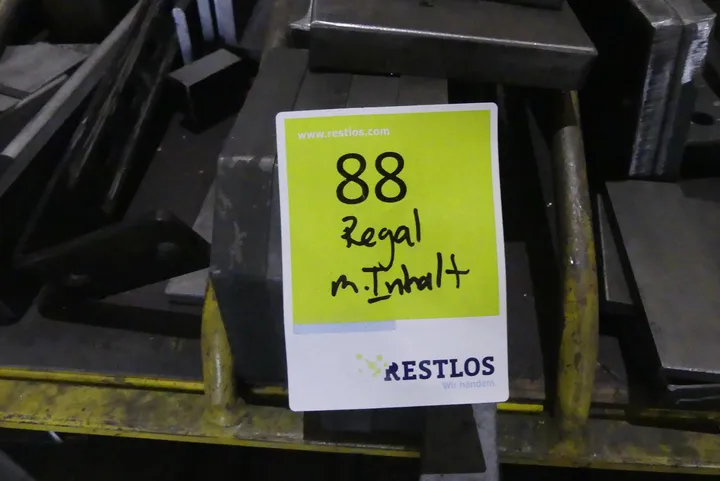 www.restlos.com
88
Regal
m. Inhalt
RESTLOS
Wir handeln